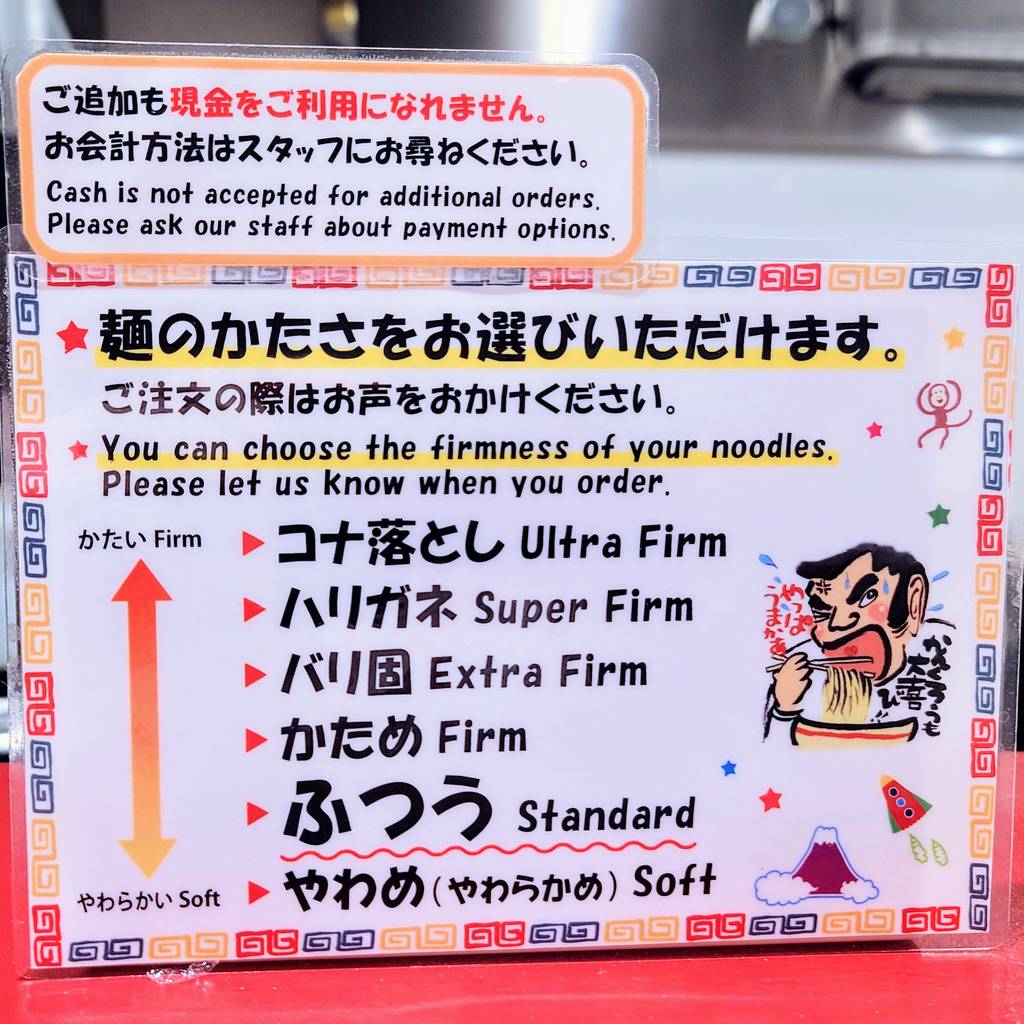 ご追加も現金をご利用になれません。
お会計方法はスタッフにお尋ねください。
Cash is not accepted for additional orders.
Please ask our staff about payment options.
麺のかたさをお選びいただけます。
ご注文の際はお声をおかけください。
You can choose the firmness of your noodles.
Please let us know when you order.
かたい Firm
コナ落とし Ultra Firm
ハリガネ Super Firm
バリ固 Extra Firm
かため Firm
ふつう Standard
やわらかい Soft
やわめ(やわらかめ) Soft
やっぱ
うまかあ